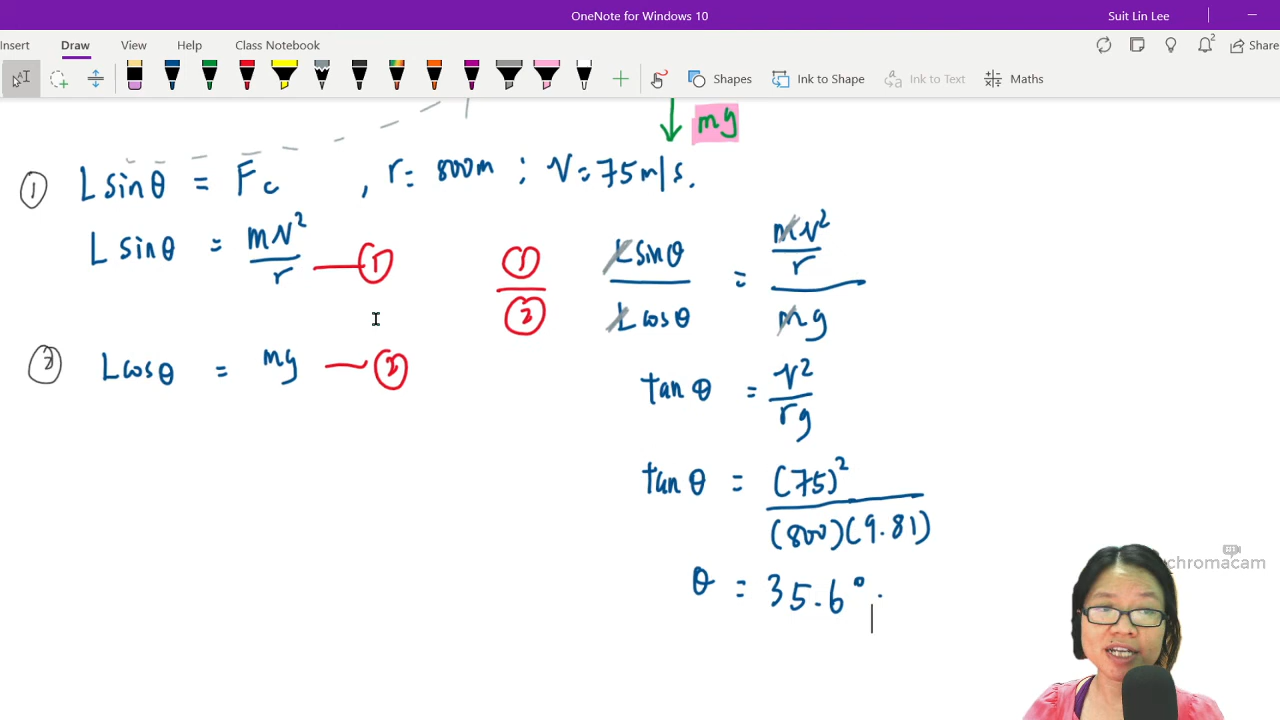 OneNote for Windows 10
Suit Lin Lee
Insert Draw View Help Class Notebook
2
Share
Shapes Ink to Shape Ink to Text Maths
mg
① L sin θ = Fc , r = 800m ; V = 75 m/s.
L sin θ = mv²/r — ①
② L cos θ = mg — ②
①/② L sin θ / L cos θ = (mv²/r) / mg
tan θ = v²/rg
tan θ = (75)² / (800)(9.81)
θ = 35.6°.
chromacam